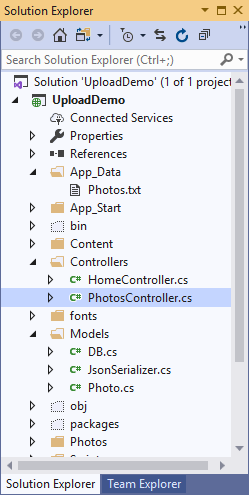 Solution Explorer
Search Solution Explorer (Ctrl+;)
Solution 'UploadDemo' (1 of 1 project
UploadDemo
Connected Services
Properties
References
App_Data
Photos.txt
App_Start
bin
Content
Controllers
C# HomeController.cs
C# PhotosController.cs
fonts
Models
C# DB.cs
C# JsonSerializer.cs
C# Photo.cs
obj
packages
Photos
Solution Explorer Team Explorer